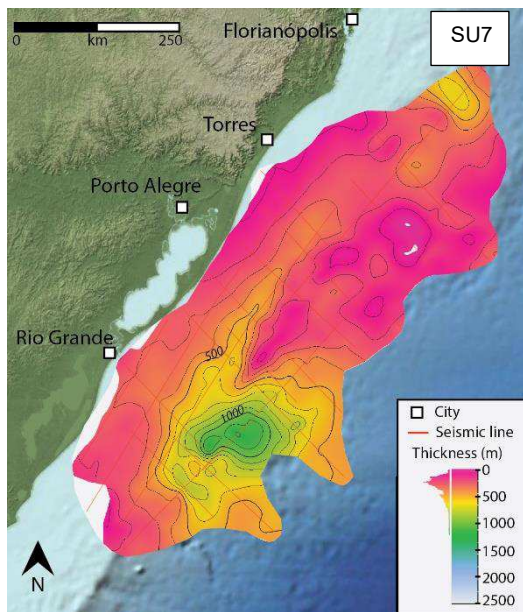 0 km 250
Florianópolis
SU7
Torres
Porto Alegre
Rio Grande
500
1000
N
City
Seismic line
Thickness (m)
0
500
1000
1500
2000
2500